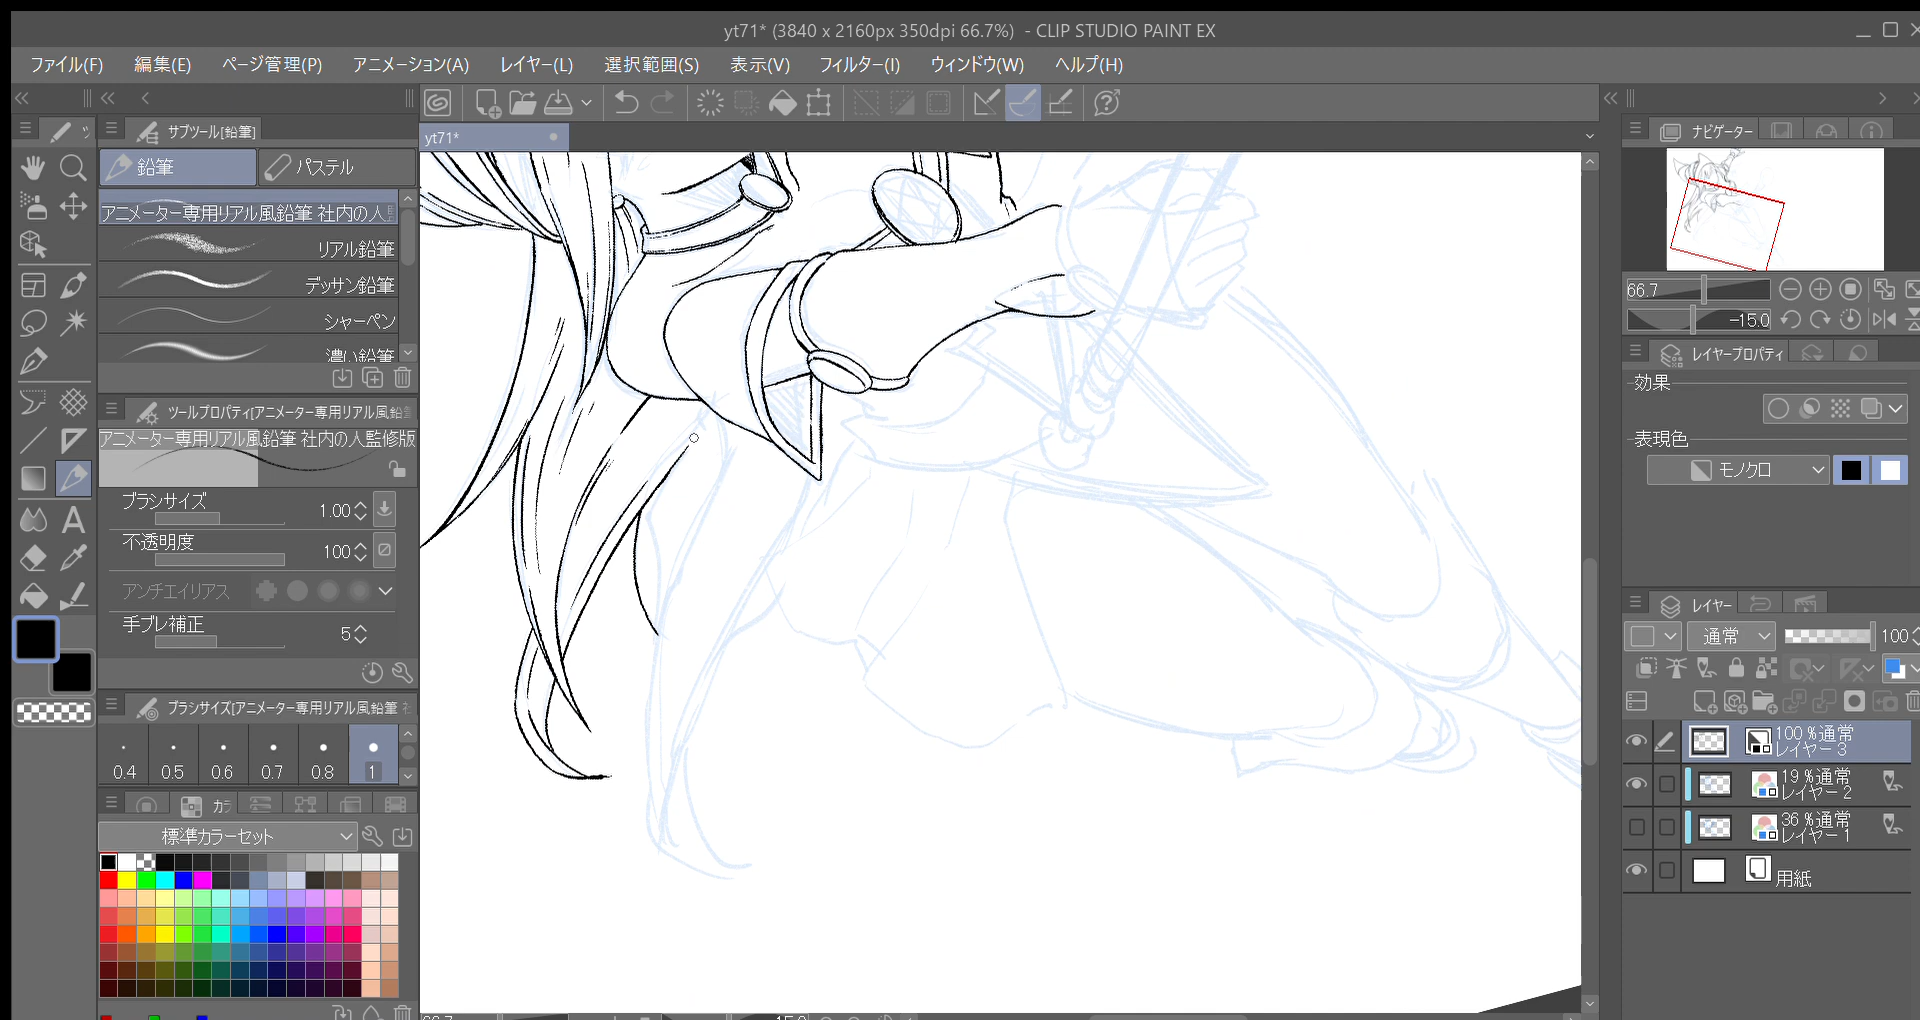 yt71* (3840 x 2160px 350dpi 66.7%) - CLIP STUDIO PAINT EX
ファイル(F) 編集(E) ページ管理(P) アニメーション(A) レイヤー(L) 選択範囲(S) 表示(V) フィルター(I) ウィンドウ(W) ヘルプ(H)
サブツール[鉛筆]
yt71*
鉛筆
パステル
アニメーター専用リアル風鉛筆 社内の人
リアル鉛筆
デッサン鉛筆
シャーペン
濃い鉛筆
ツールプロパティ[アニメーター専用リアル風鉛
アニメーター専用リアル風鉛筆 社内の人監修版
ブラシサイズ 1.00
不透明度 100
アンチエイリアス
手ブレ補正 5
ブラシサイズ[アニメーター専用リアル風鉛筆
0.4 0.5 0.6 0.7 0.8 1
カラ
標準カラーセット
ナビゲーター
66.7
-15.0
レイヤープロパティ
効果
表現色
モノクロ
レイヤー
通常 100
100 %通常
レイヤー 3
19 %通常
レイヤー 2
36 %通常
レイヤー 1
用紙